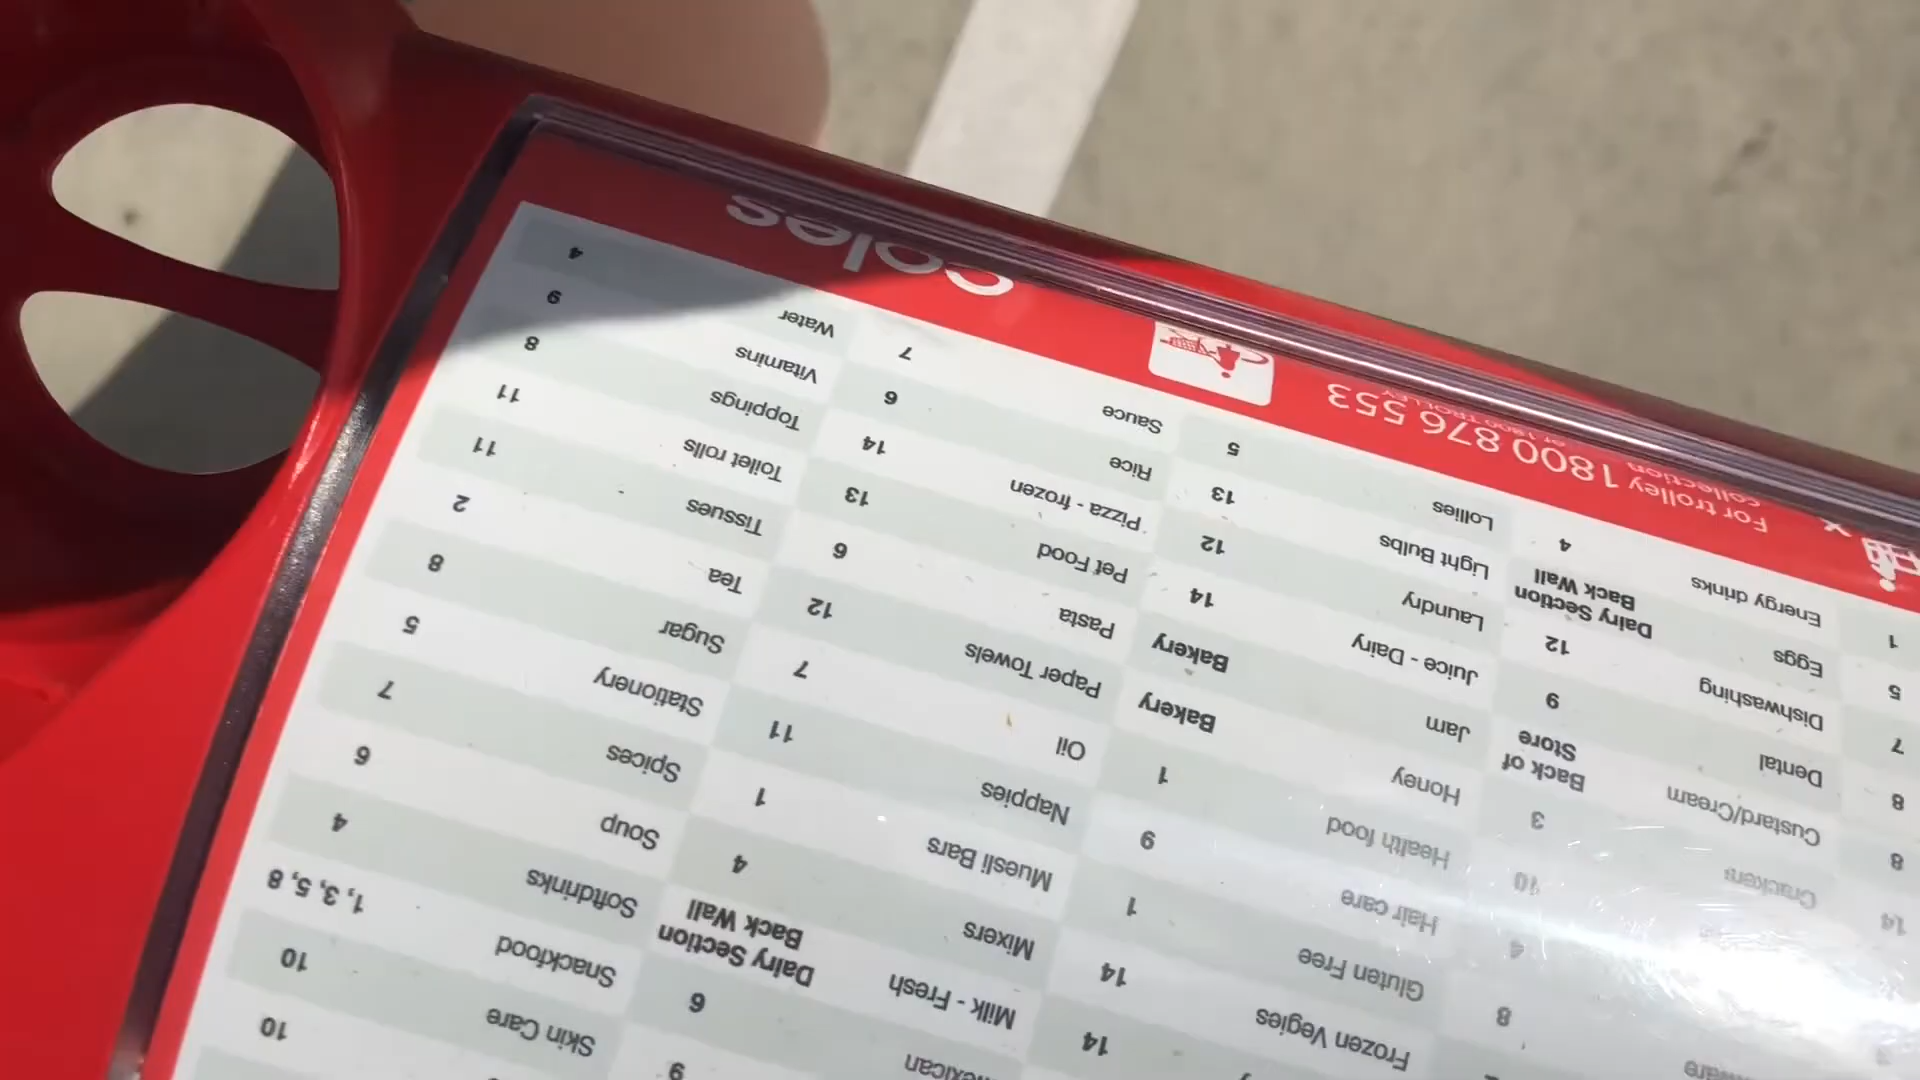 14
8
8
7
5
1
8
4
10
Crackers 3
Custard/Cream Back of
Store
Dental 9
Dishwashing 12
Eggs Dairy Section
Back Wall
Energy drinks 4
14
Frozen Vegies 14
Gluten Free 1
Hair care 9
Health food 1
Honey Bakery
Jam Bakery
Juice - Dairy 14
Laundry 12
Light Bulbs 13
Lollies 5
9
exican 6
Milk - Fresh Dairy Section
Back Wall
Mixers 4
Muesli Bars 1
Nappies 11
Oil 7
Paper Towels 12
Pasta 6
Pet Food 13
Pizza - frozen 14
Rice 6
Sauce 7
10
Skin Care 10
Snackfood 1, 3, 5, 8
Softdrinks 4
Soup 6
Spices 7
Stationery 5
Sugar 8
Tea 2
Tissues 11
Toilet rolls 11
Toppings 8
Vitamins 9
Water 4
For trolley
collection
1800 876 553
or 1800 TROLLEY
coles